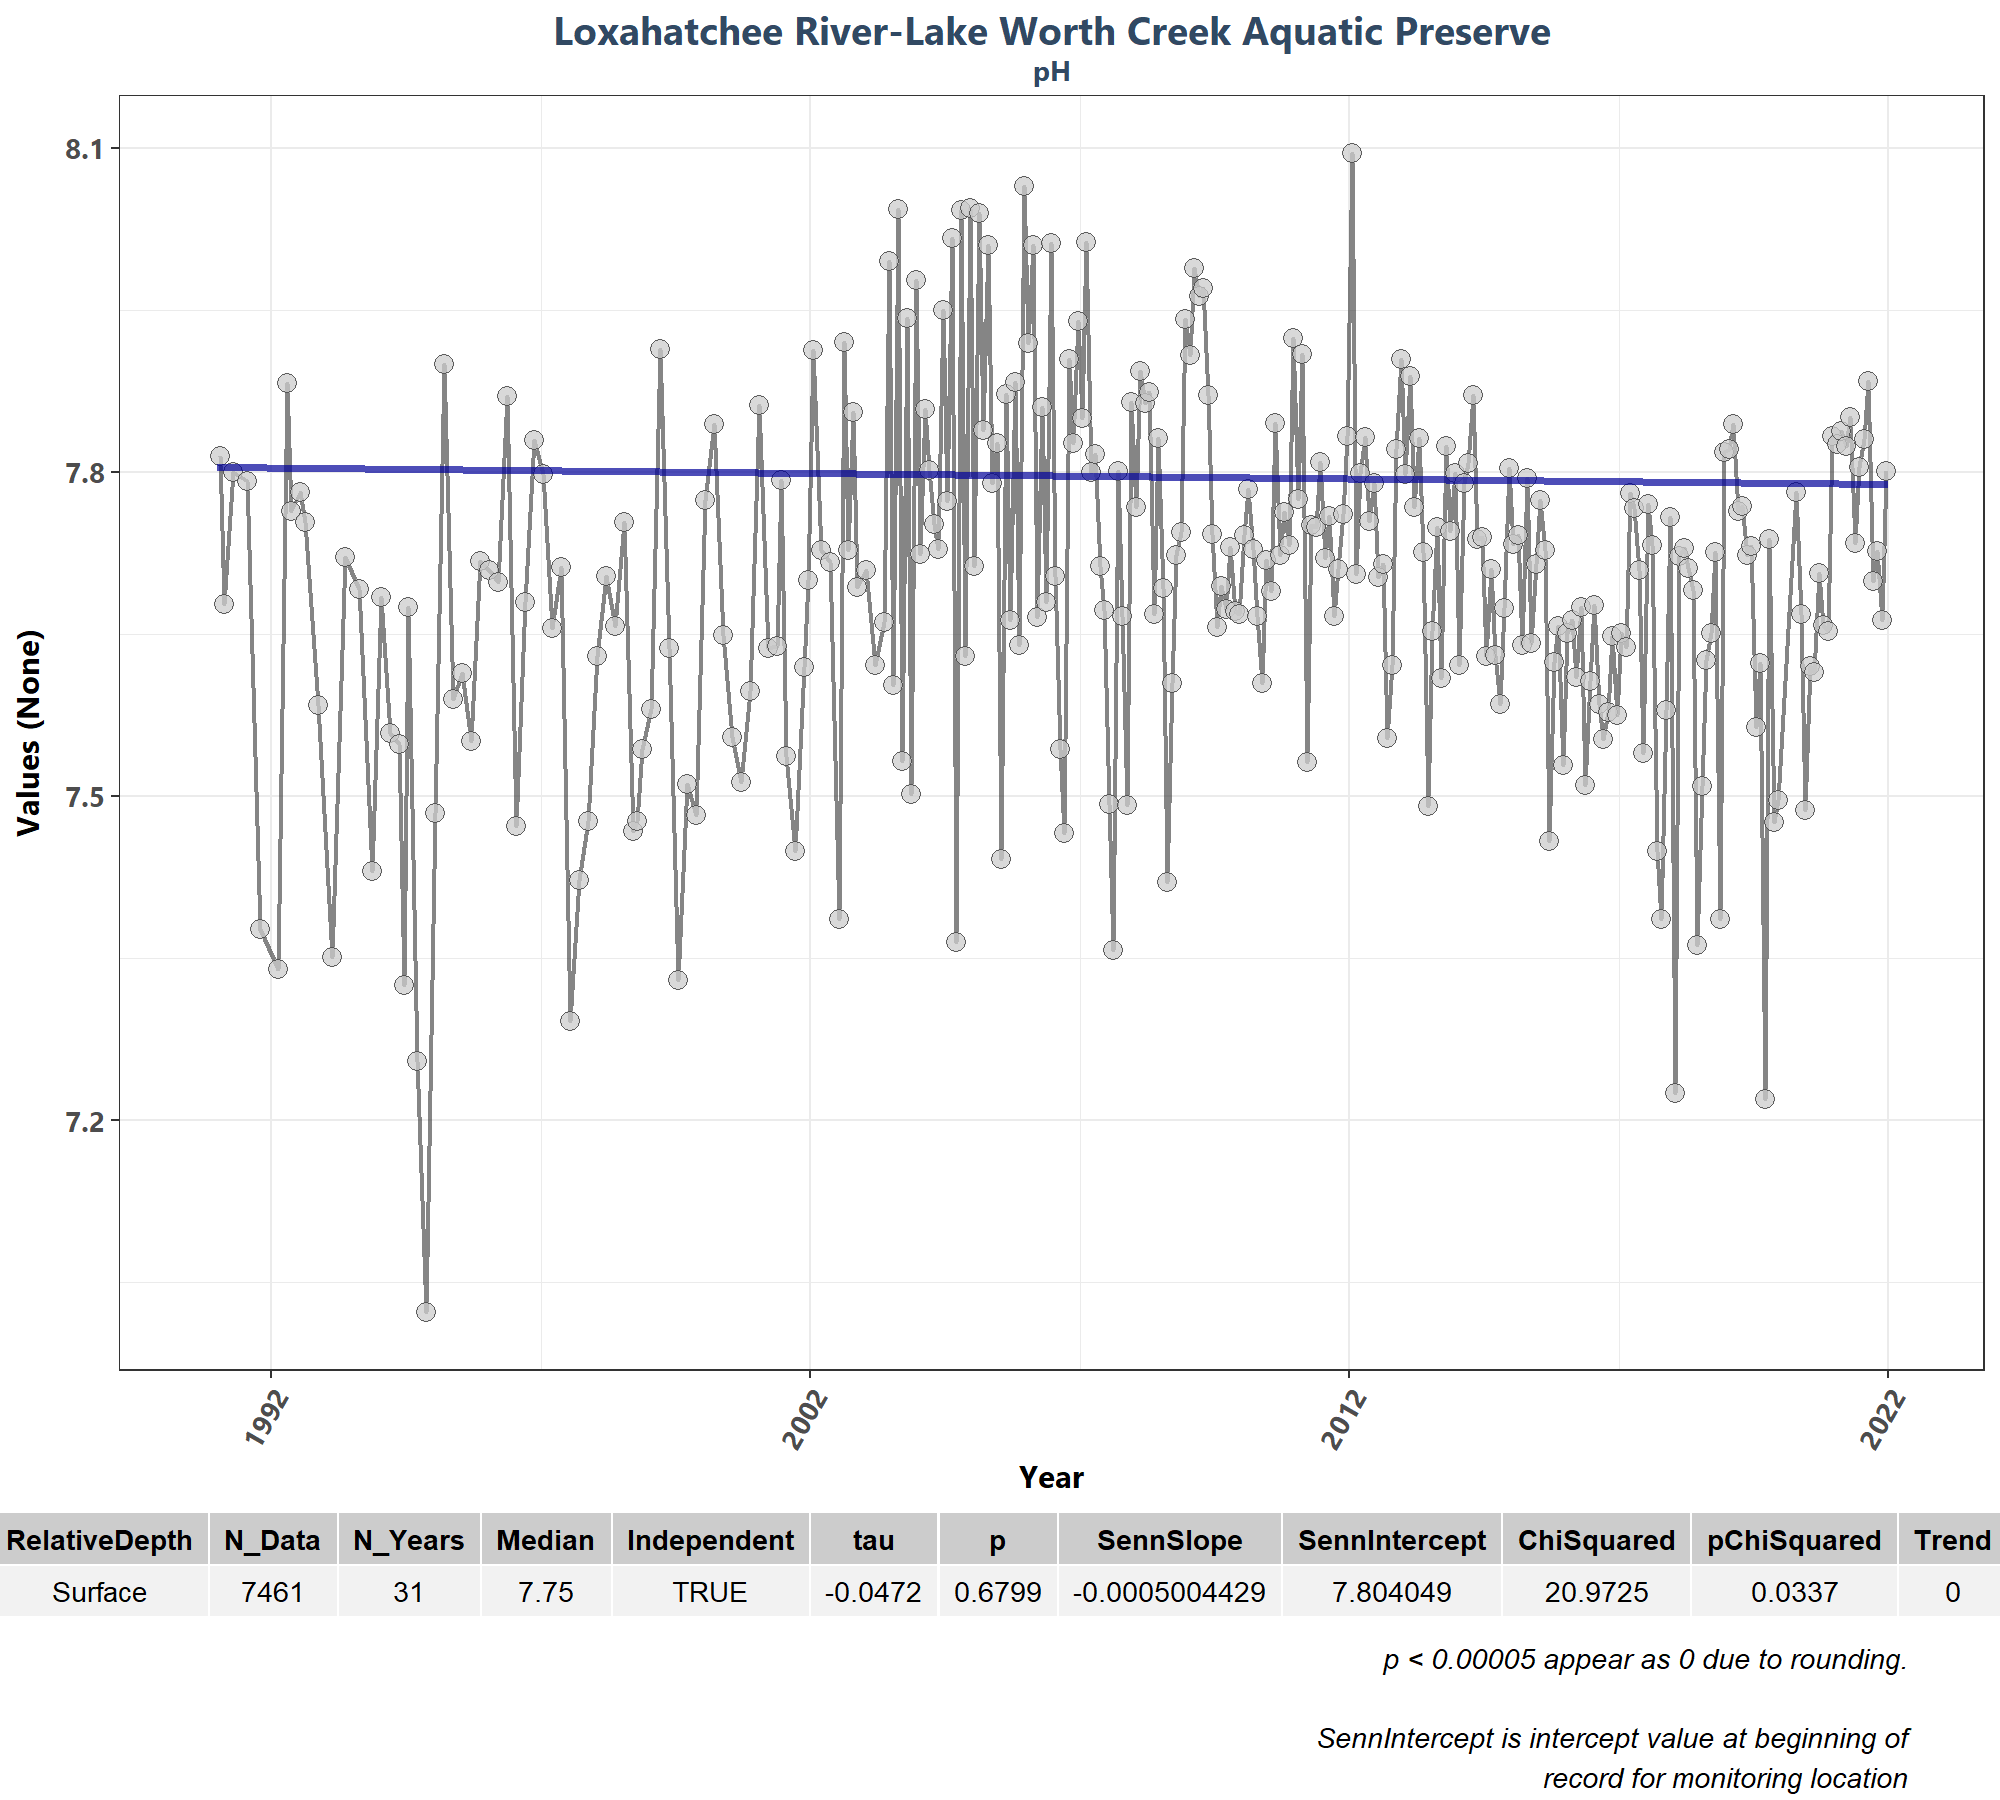 Loxahatchee River-Lake Worth Creek Aquatic Preserve
pH
Values (None)
8.1
7.8
7.5
7.2
1992
2002
2012
2022
Year
RelativeDepth N_Data N_Years Median Independent tau p SennSlope SennIntercept ChiSquared pChiSquared Trend
Surface 7461 31 7.75 TRUE -0.0472 0.6799 -0.0005004429 7.804049 20.9725 0.0337 0
p < 0.00005 appear as 0 due to rounding.
SennIntercept is intercept value at beginning of
record for monitoring location